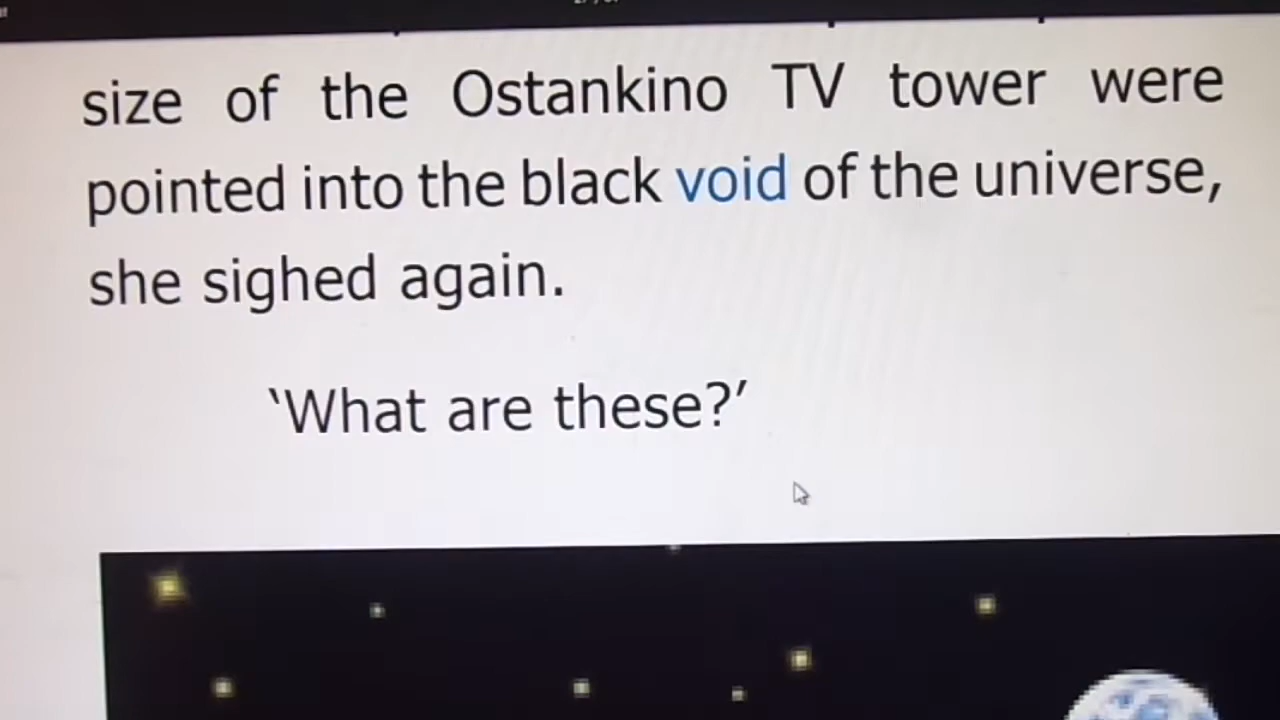 size of the Ostankino TV tower were
pointed into the black void of the universe,
she sighed again.
‘What are these?’